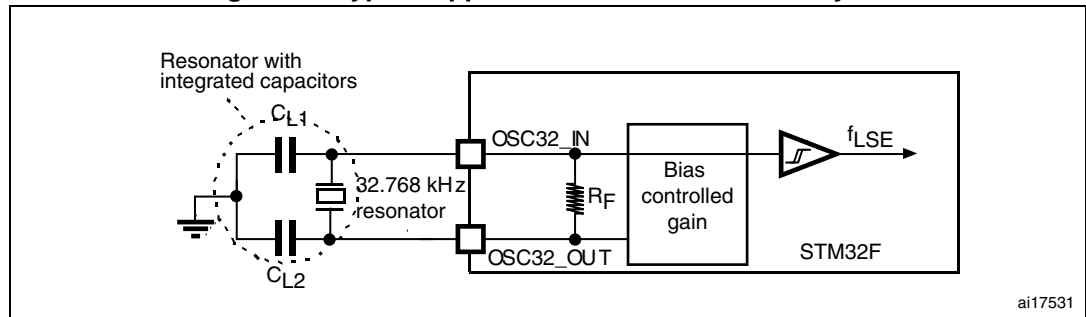 Resonator with
integrated capacitors
CL1
OSC32_IN
fLSE
32.768 kHz
resonator
RF
Bias
controlled
gain
OSC32_OUT
STM32F
CL2
ai17531